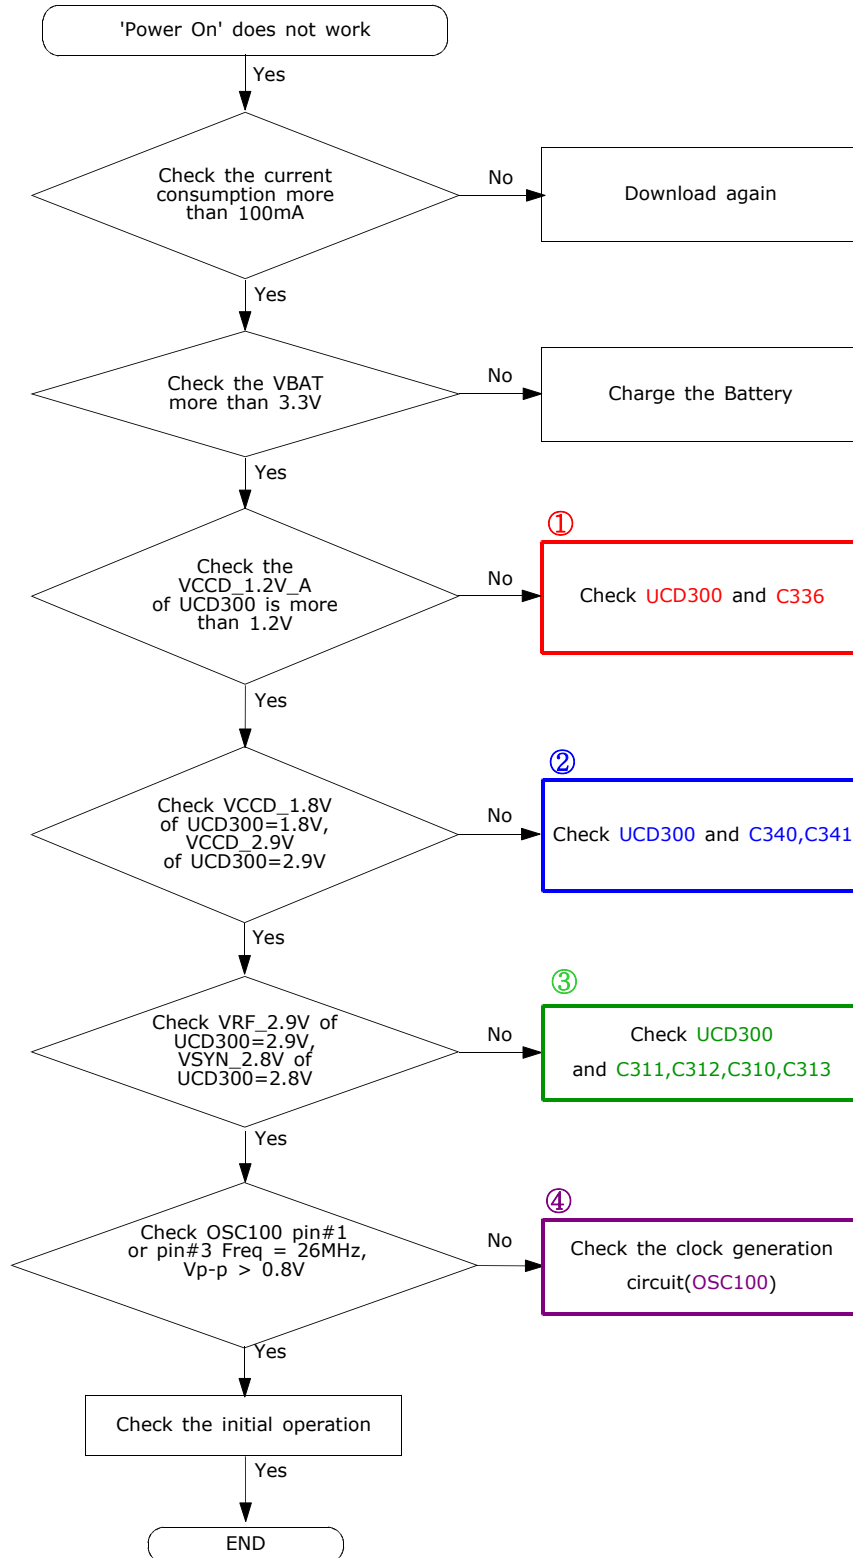 'Power On' does not work
Yes
Check the current
consumption more
than 100mA
No
Download again
Yes
Check the VBAT
more than 3.3V
No
Charge the Battery
Yes
①
Check the
VCCD_1.2V_A
of UCD300 is more
than 1.2V
No
Check UCD300 and C336
Yes
②
Check VCCD_1.8V
of UCD300=1.8V,
VCCD_2.9V
of UCD300=2.9V
No
Check UCD300 and C340,C341
Yes
③
Check VRF_2.9V of
UCD300=2.9V,
VSYN_2.8V of
UCD300=2.8V
No
Check UCD300
and C311,C312,C310,C313
Yes
④
Check OSC100 pin#1
or pin#3 Freq = 26MHz,
Vp-p > 0.8V
No
Check the clock generation
circuit(OSC100)
Yes
Check the initial operation
Yes
END